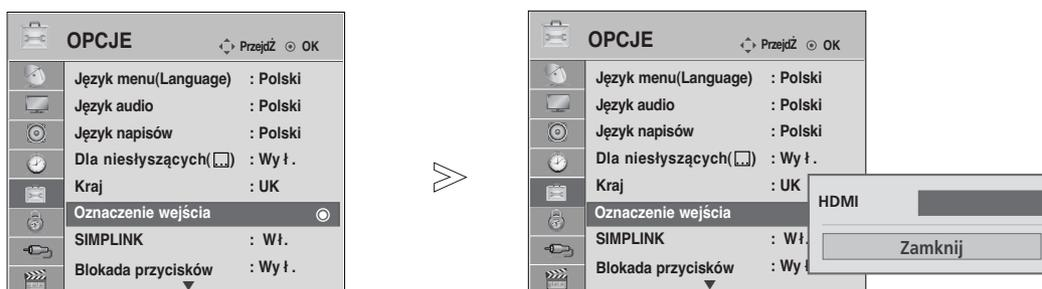 OPCJE PrzejdŹ OK
Język menu(Language) : Polski
Język audio : Polski
Język napisów : Polski
Dla niesłyszących( ) : Wył.
Kraj : UK
Oznaczenie wejścia
SIMPLINK : Wł.
Blokada przycisków : Wył.
OPCJE PrzejdŹ OK
Język menu(Language) : Polski
Język audio : Polski
Język napisów : Polski
Dla niesłyszących( ) : Wył.
Kraj : UK
Oznaczenie wejścia
SIMPLINK : Wł.
Blokada przycisków : Wył
HDMI
Zamknij